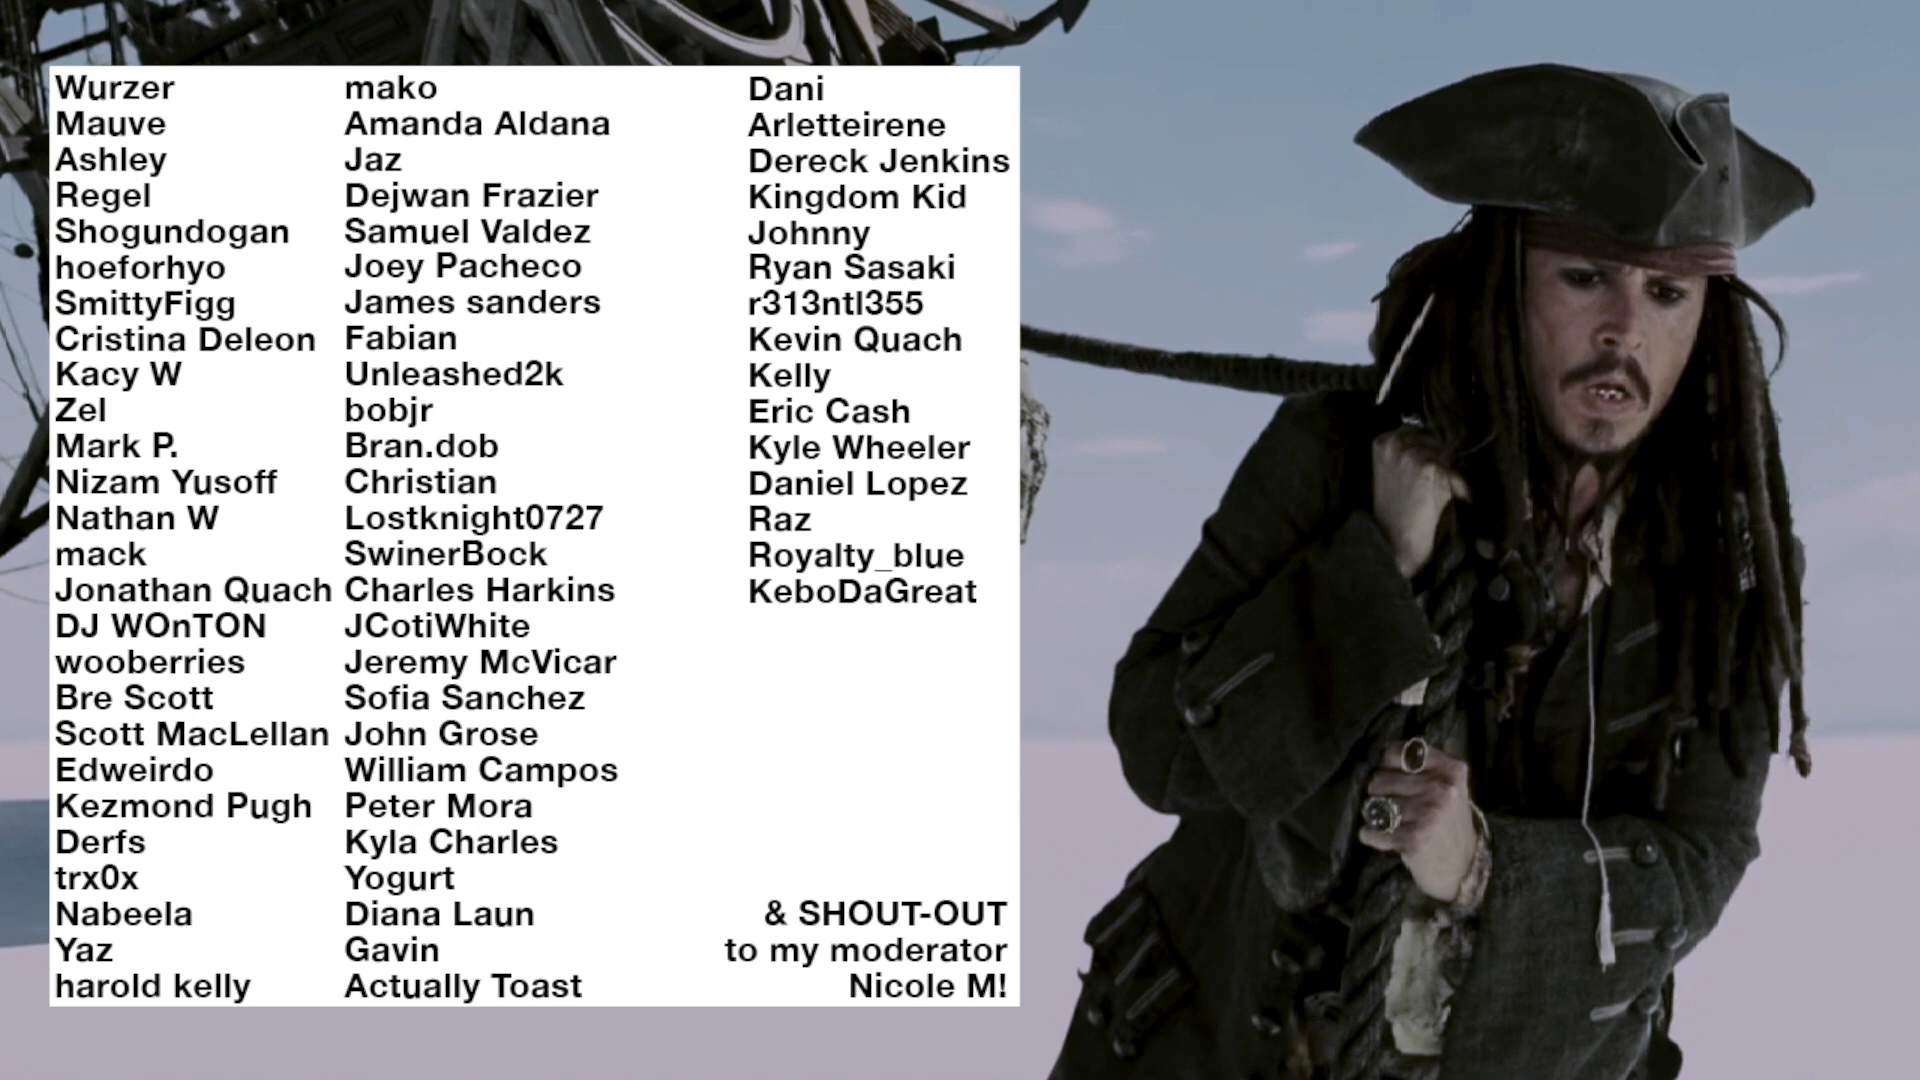 Wurzer
Mauve
Ashley
Regel
Shogundogan
hoeforhyo
SmittyFigg
Cristina Deleon
Kacy W
Zel
Mark P.
Nizam Yusoff
Nathan W
mack
Jonathan Quach
DJ WOnTON
wooberries
Bre Scott
Scott MacLellan
Edweirdo
Kezmond Pugh
Derfs
trx0x
Nabeela
Yaz
harold kelly
mako
Amanda Aldana
Jaz
Dejwan Frazier
Samuel Valdez
Joey Pacheco
James sanders
Fabian
Unleashed2k
bobjr
Bran.dob
Christian
Lostknight0727
SwinerBock
Charles Harkins
JCotiWhite
Jeremy McVicar
Sofia Sanchez
John Grose
William Campos
Peter Mora
Kyla Charles
Yogurt
Diana Laun
Gavin
Actually Toast
Dani
Arletteirene
Dereck Jenkins
Kingdom Kid
Johnny
Ryan Sasaki
r313ntl355
Kevin Quach
Kelly
Eric Cash
Kyle Wheeler
Daniel Lopez
Raz
Royalty_blue
KeboDaGreat
& SHOUT-OUT
to my moderator
Nicole M!